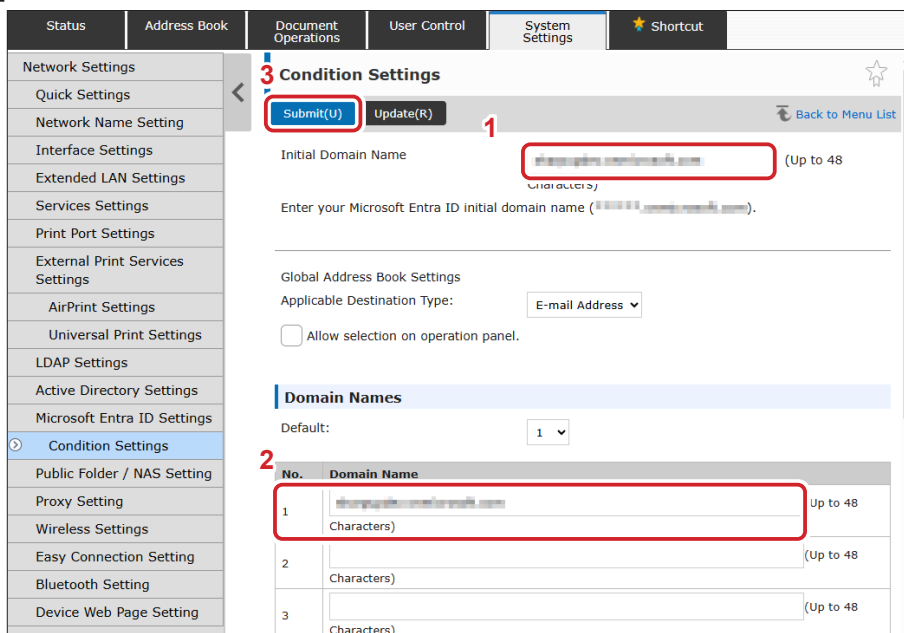 Status
Address Book
Document
Operations
User Control
System
Settings
Shortcut
Network Settings
Quick Settings
Network Name Setting
Interface Settings
Extended LAN Settings
Services Settings
Print Port Settings
External Print Services
Settings
AirPrint Settings
Universal Print Settings
LDAP Settings
Active Directory Settings
Microsoft Entra ID Settings
Condition Settings
Public Folder / NAS Setting
Proxy Setting
Wireless Settings
Easy Connection Setting
Bluetooth Setting
Device Web Page Setting
3
Condition Settings
Submit(U)
Update(R)
Back to Menu List
1
Initial Domain Name
(Up to 48
Characters)
Enter your Microsoft Entra ID initial domain name ( ).
Global Address Book Settings
Applicable Destination Type:
E-mail Address
Allow selection on operation panel.
Domain Names
Default:
1
2
No. Domain Name
1
(Up to 48
Characters)
2
(Up to 48
Characters)
3
(Up to 48
Characters)